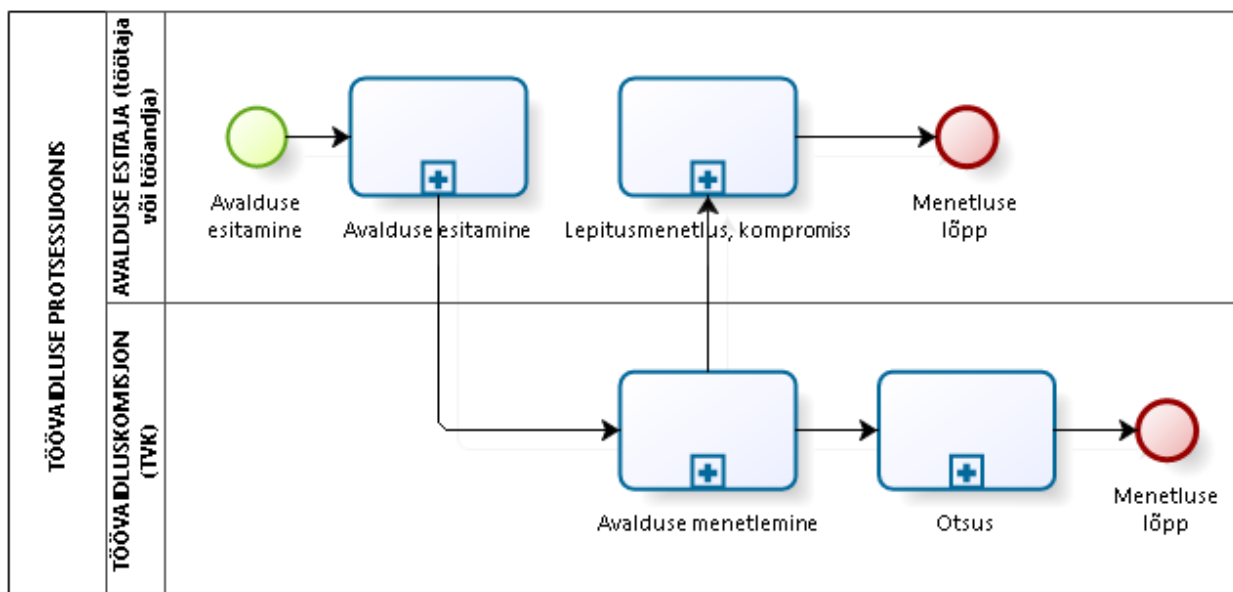 TÖÖVAIDLUSE PROTSESSIJOONIS
AVALDUSE ESITAJA (töötaja
või tööandja)
Avalduse
esitamine
Avalduse esitamine
Lepitusmenetlus, kompromiss
Menetluse
lõpp
TÖÖVAIDLUSKOMISJON
(TVK)
Avalduse menetlemine
Otsus
Menetluse
lõpp